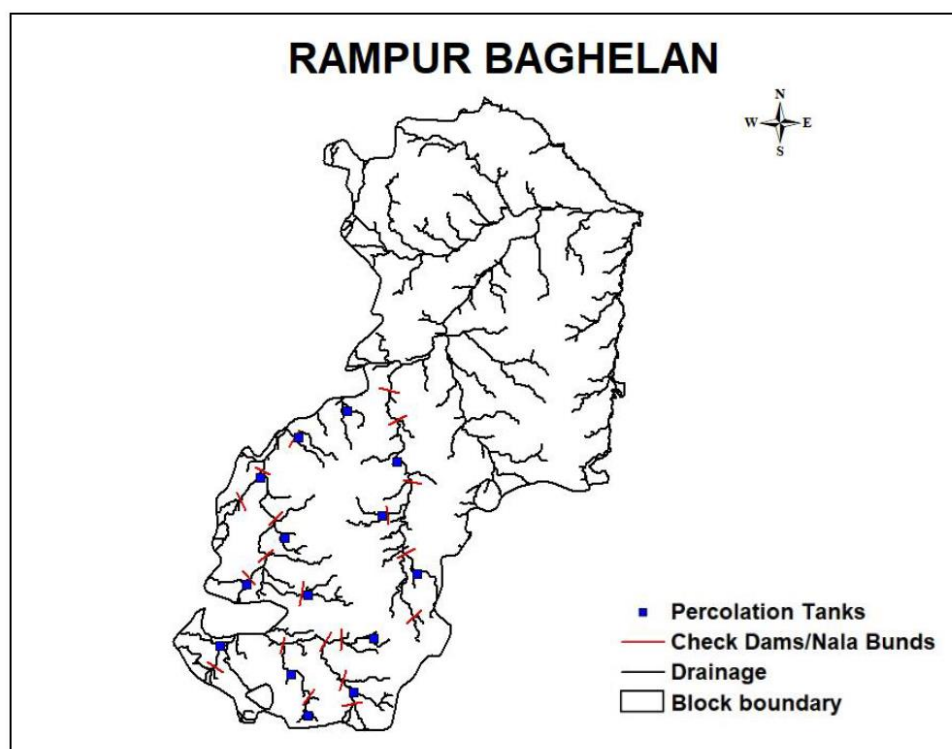 RAMPUR BAGHELAN
N
W E
S
Percolation Tanks
Check Dams/Nala Bunds
Drainage
Block boundary